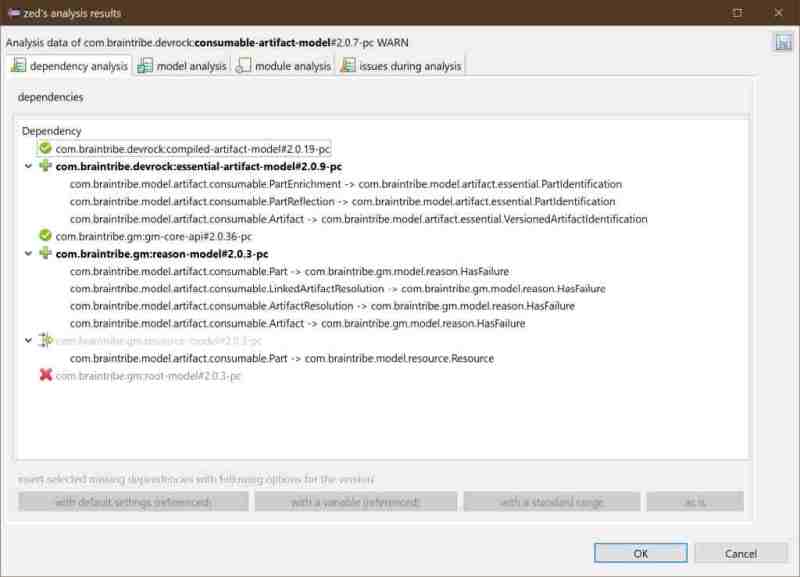 zed's analysis results
Analysis data of com.braintribe.devrock:consumable-artifact-model#2.0.7-pc WARN
dependency analysis model analysis module analysis issues during analysis
dependencies
Dependency
com.braintribe.devrock:compiled-artifact-model#2.0.19-pc
com.braintribe.devrock:essential-artifact-model#2.0.9-pc
com.braintribe.model.artifact.consumable.PartEnrichment -> com.braintribe.model.artifact.essential.PartIdentification
com.braintribe.model.artifact.consumable.PartReflection -> com.braintribe.model.artifact.essential.PartIdentification
com.braintribe.model.artifact.consumable.Artifact -> com.braintribe.model.artifact.essential.VersionedArtifactIdentification
com.braintribe.gm:gm-core-api#2.0.36-pc
com.braintribe.gm:reason-model#2.0.3-pc
com.braintribe.model.artifact.consumable.Part -> com.braintribe.gm.model.reason.HasFailure
com.braintribe.model.artifact.consumable.LinkedArtifactResolution -> com.braintribe.gm.model.reason.HasFailure
com.braintribe.model.artifact.consumable.ArtifactResolution -> com.braintribe.gm.model.reason.HasFailure
com.braintribe.model.artifact.consumable.Artifact -> com.braintribe.gm.model.reason.HasFailure
com.braintribe.gm:resource-model#2.0.3-pc
com.braintribe.model.artifact.consumable.Part -> com.braintribe.model.resource.Resource
com.braintribe.gm:root-model#2.0.3-pc
insert selected missing dependencies with following options for the version
with default settings (referenced) with a variable (referenced) with a standard range as is
OK Cancel